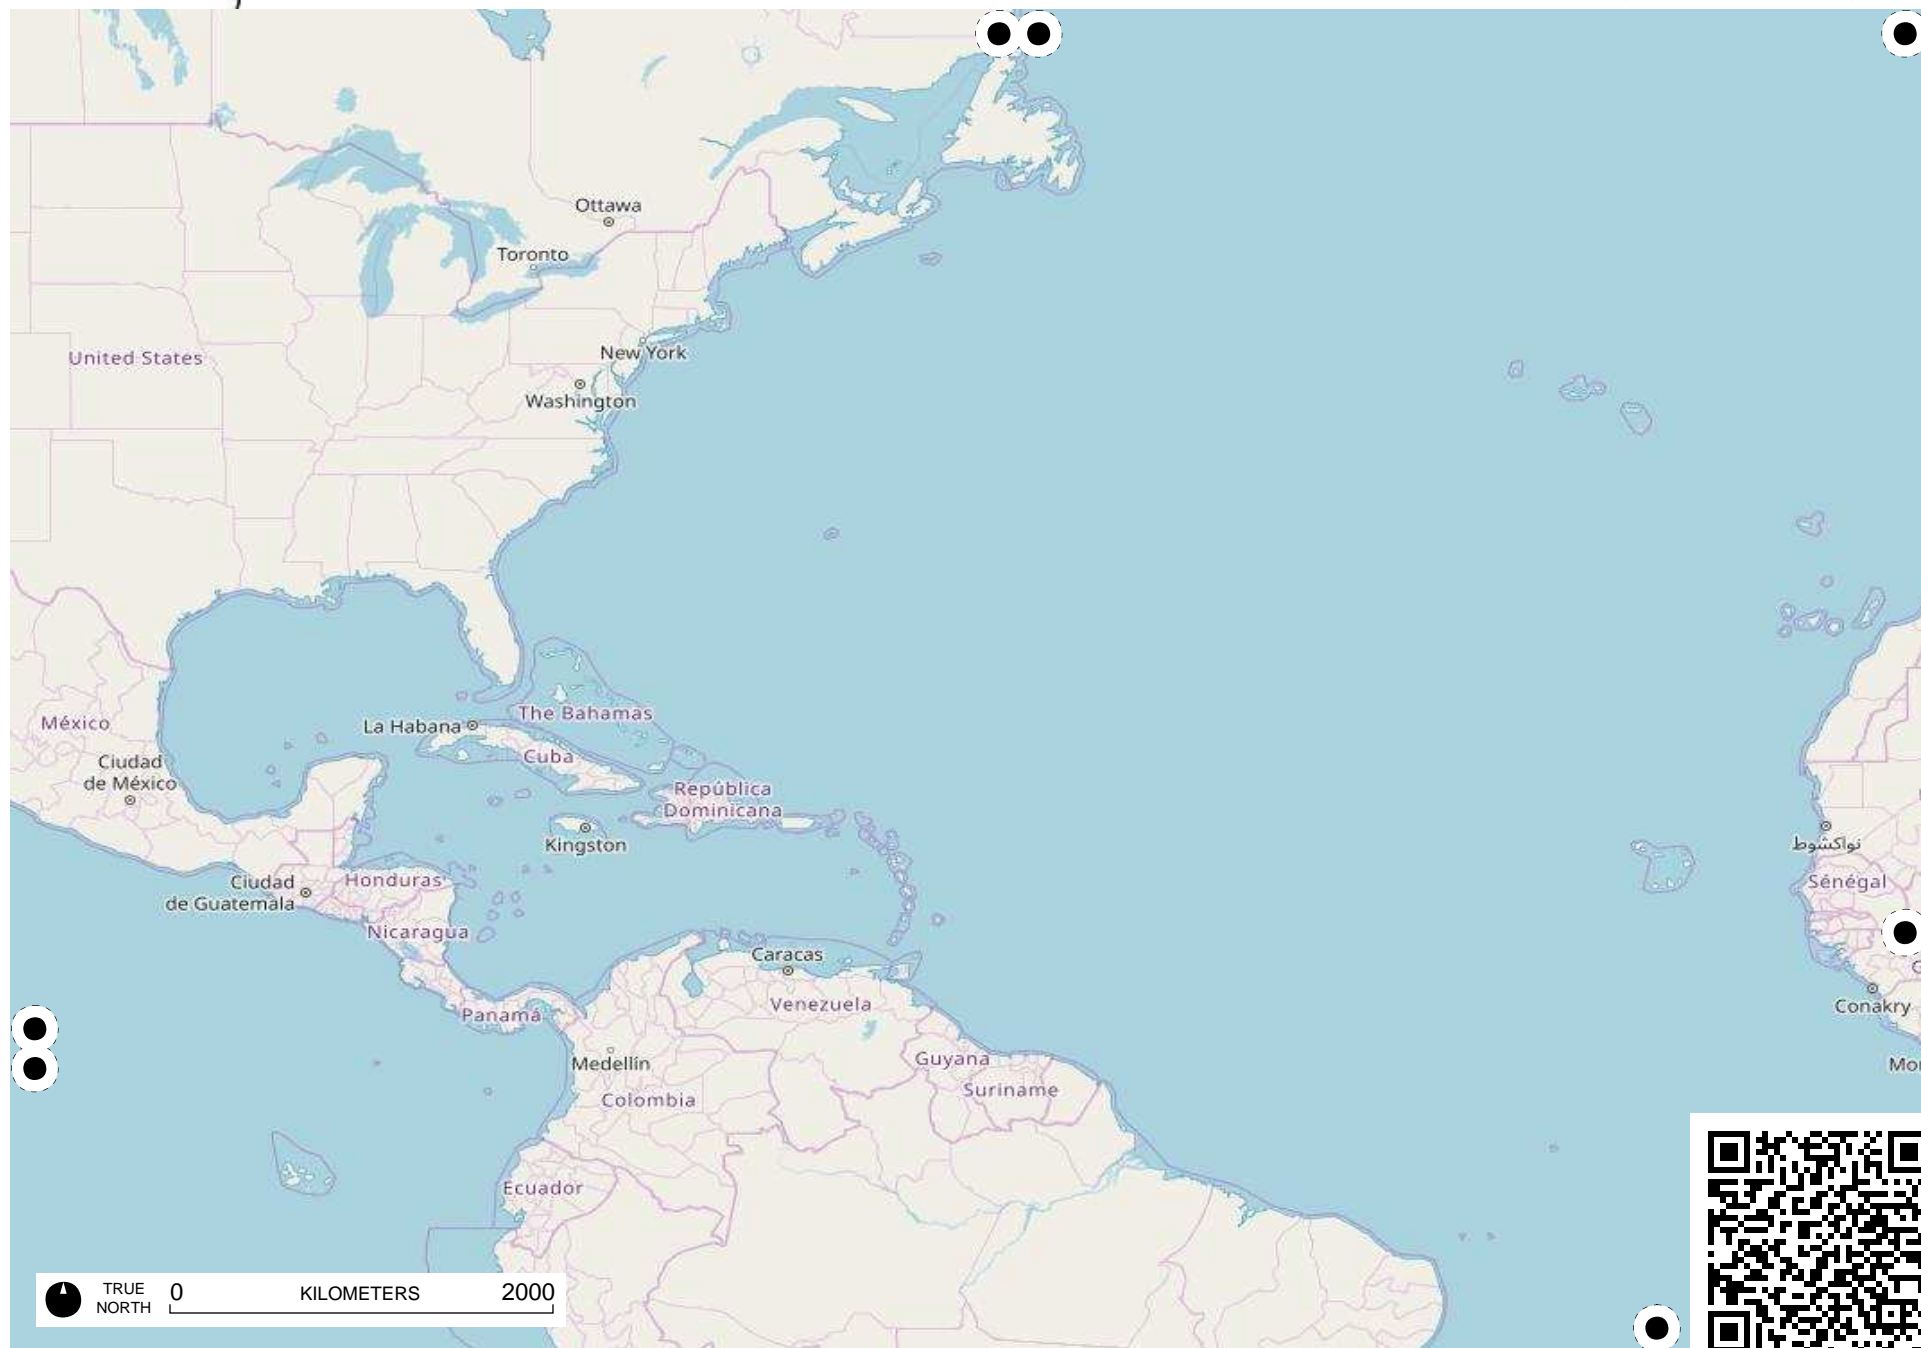 Ottawa
Toronto
New York
United States
Washington
La Habana
The Bahamas
México
Cuba
Ciudad
de México
República
Dominicana
Kingston
نواكشوط
Ciudad
de Guatemala
Honduras
Sénégal
Nicaragua
Caracas
Venezuela
Conakry
Panamá
Medellín
Guyana
Suriname
Colombia
Ecuador
TRUE
NORTH
0 KILOMETERS 2000